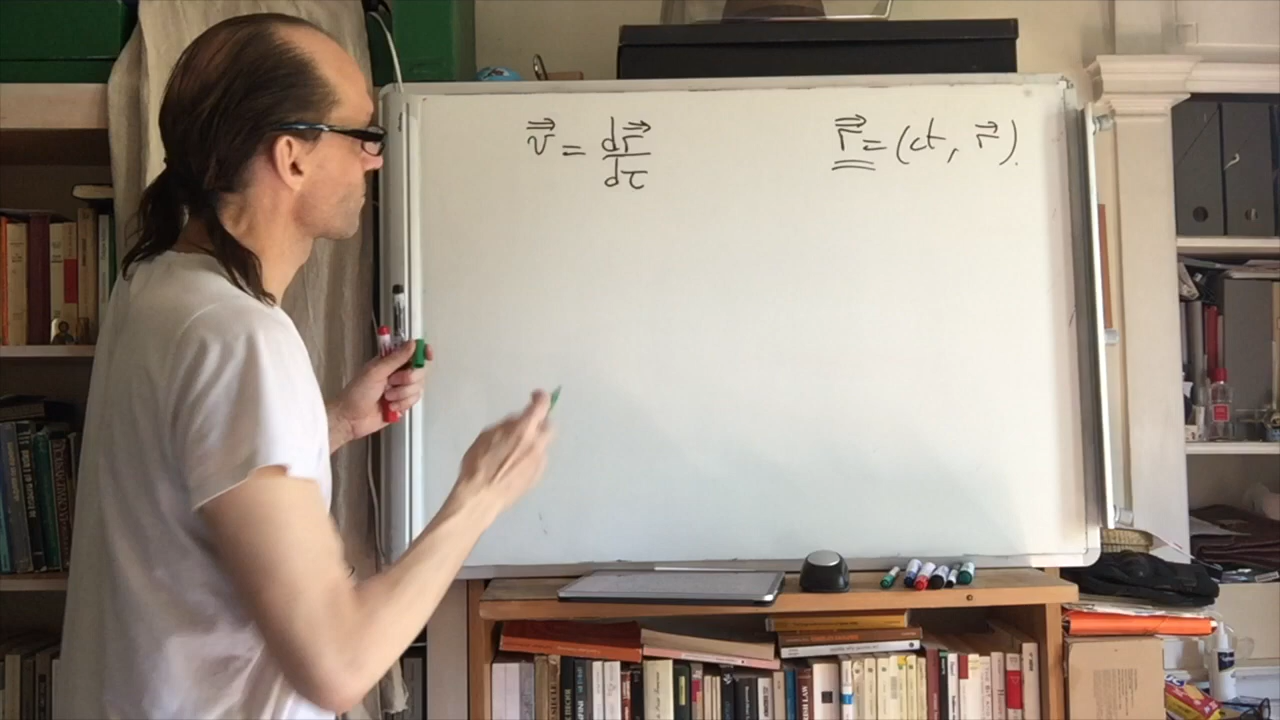 v⃗⃗ = dr⃗⃗/dτ
r⃗⃗ = (ct, r⃗).